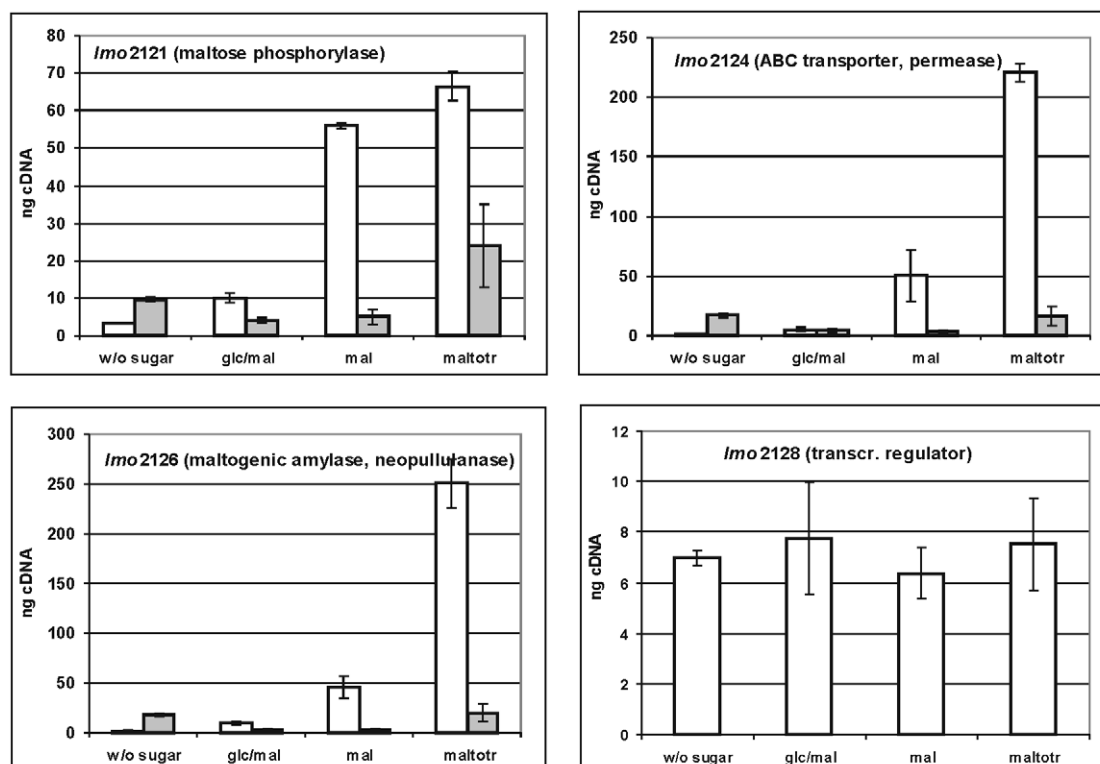 lmo2121 (maltose phosphorylase)
ng cDNA
80
70
60
50
40
30
20
10
0
w/o sugar glc/mal mal maltotr
lmo2124 (ABC transporter, permease)
ng cDNA
250
200
150
100
50
0
w/o sugar glc/mal mal maltotr
lmo2126 (maltogenic amylase, neopulluranase)
ng cDNA
300
250
200
150
100
50
0
w/o sugar glc/mal mal maltotr
lmo2128 (transcr. regulator)
ng cDNA
12
10
8
6
4
2
0
w/o sugar glc/mal mal maltotr